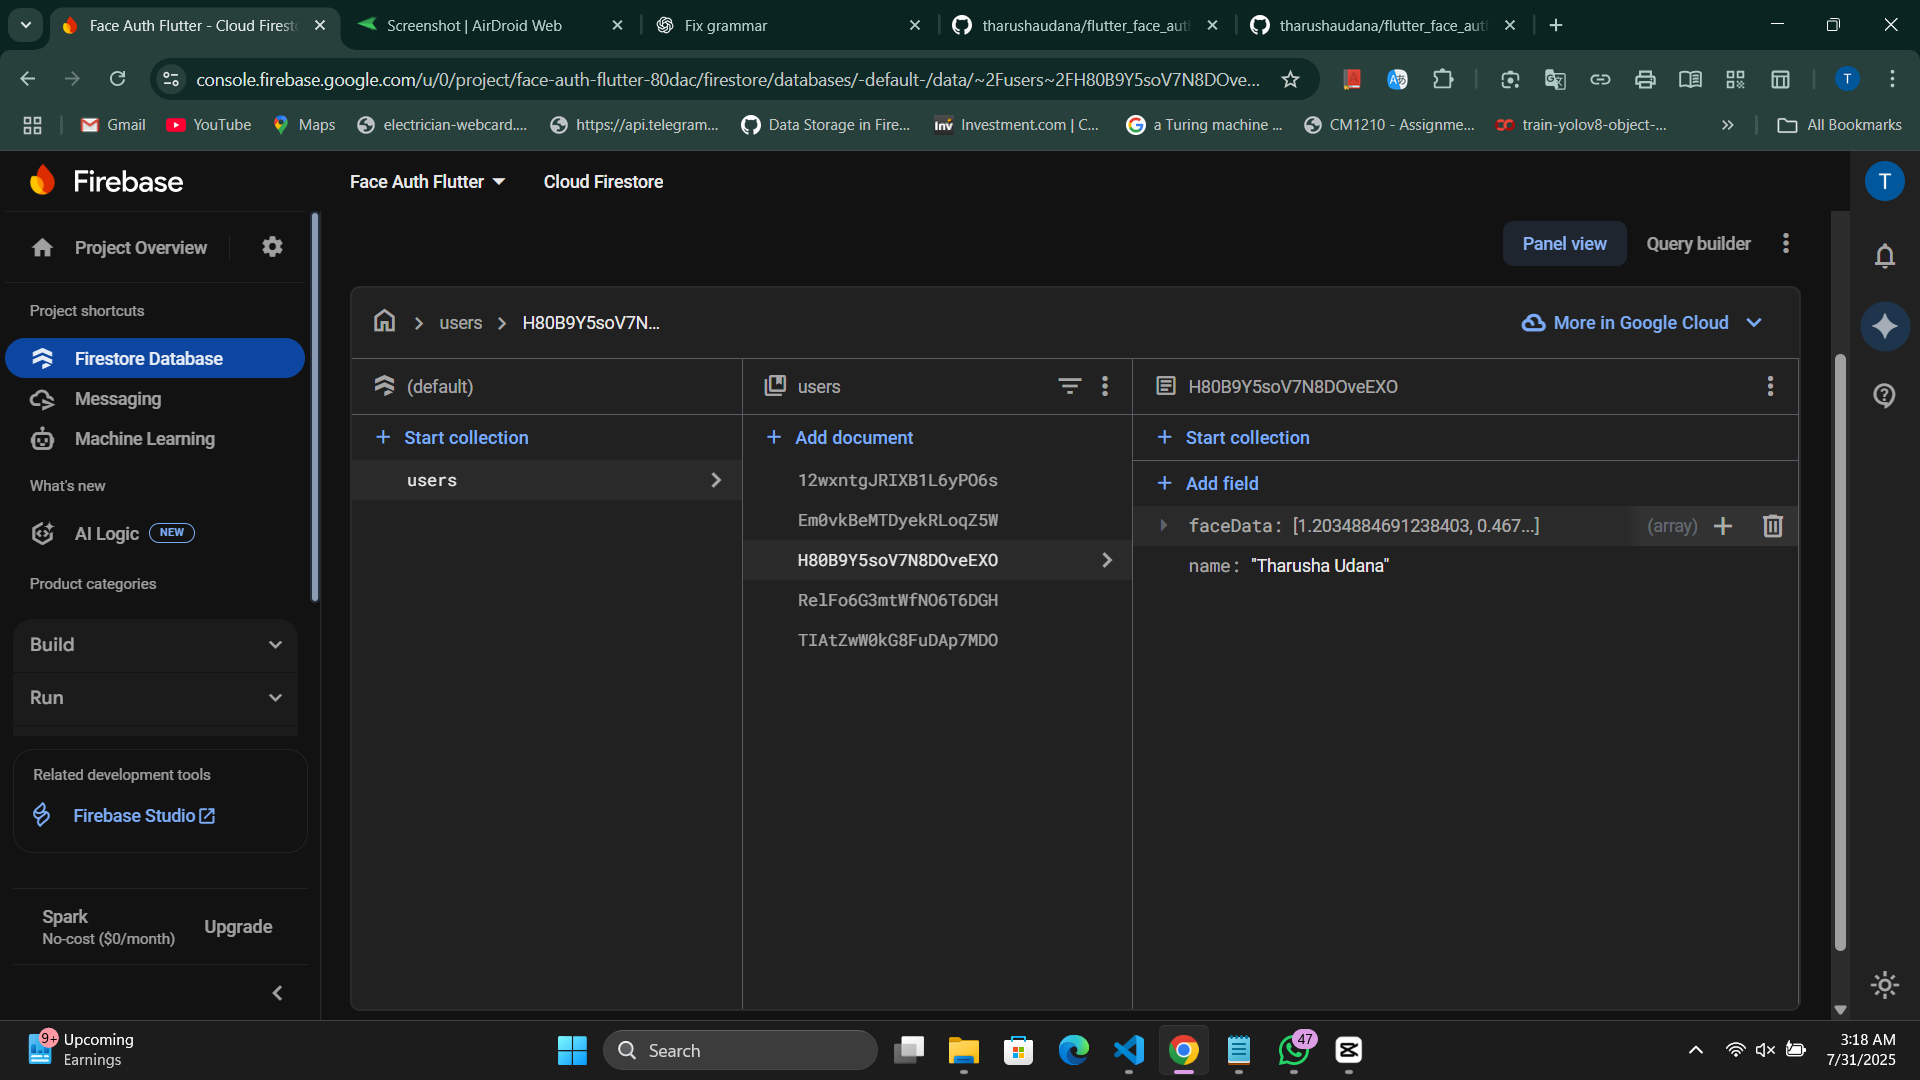 Face Auth Flutter - Cloud Firest
Screenshot | AirDroid Web
Fix grammar
tharushaudana/flutter_face_aut
tharushaudana/flutter_face_aut
console.firebase.google.com/u/0/project/face-auth-flutter-80dac/firestore/databases/-default-/data/~2Fusers~2FH80B9Y5soV7N8DOve...
T
Gmail
YouTube
Maps
electrician-webcard....
https://api.telegram...
Data Storage in Fire...
Inv
Investment.com | C...
a Turing machine ...
CM1210 - Assignme...
train-yolov8-object-...
All Bookmarks
Firebase
Face Auth Flutter
Cloud Firestore
T
Project Overview
Panel view
Query builder
Project shortcuts
Firestore Database
Messaging
Machine Learning
What's new
AI Logic
NEW
Product categories
Build
Run
Related development tools
Firebase Studio
Spark
No-cost ($0/month)
Upgrade
users
H80B9Y5soV7N...
More in Google Cloud
(default)
users
H80B9Y5soV7N8DOveEXO
Start collection
Add document
Start collection
users
12wxntgJRIXB1L6yPO6s
Em0vkBeMTDyekRLoqZ5W
H80B9Y5soV7N8DOveEXO
RelFo6G3mtWfNO6T6DGH
TIAtZwW0kG8FuDAp7MDO
Add field
faceData: [1.2034884691238403, 0.467...]
(array)
name: "Tharusha Udana"
9+
Upcoming
Earnings
Search
47
3:18 AM
7/31/2025